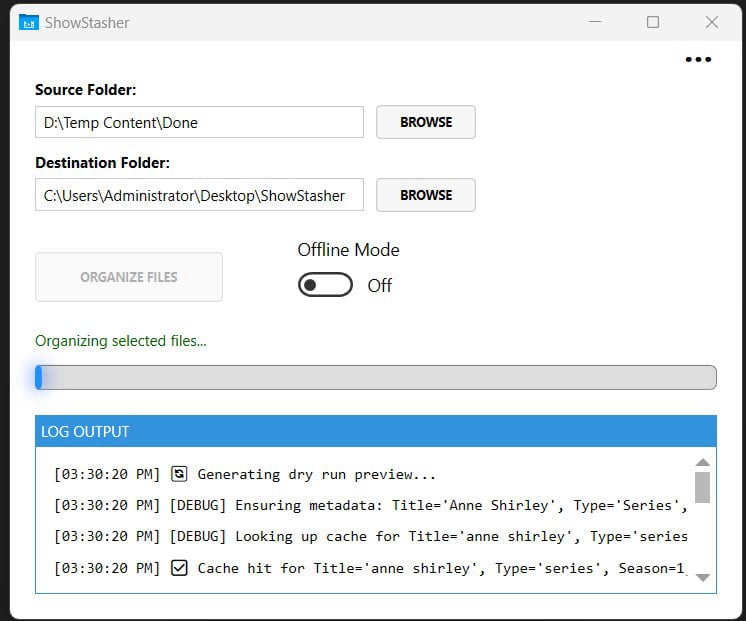 ShowStasher
Source Folder:
D:\Temp Content\Done
BROWSE
Destination Folder:
C:\Users\Administrator\Desktop\ShowStasher
BROWSE
ORGANIZE FILES
Offline Mode
Off
Organizing selected files...
LOG OUTPUT
[03:30:20 PM] Generating dry run preview...
[03:30:20 PM] [DEBUG] Ensuring metadata: Title='Anne Shirley', Type='Series',
[03:30:20 PM] [DEBUG] Looking up cache for Title='anne shirley', Type='series
[03:30:20 PM] Cache hit for Title='anne shirley', Type='series', Season=1